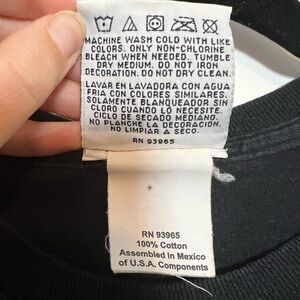 MACHINE WASH COLD WITH LIKE
COLORS. ONLY NON-CHLORINE
BLEACH WHEN NEEDED. TUMBLE
DRY MEDIUM. DO NOT IRON
DECORATION. DO NOT DRY CLEAN.
LAVAR EN LAVADORA CON AGUA
FRIA CON COLORES SIMILARES.
SOLAMENTE BLANQUEADOR SIN
CLORO CUANDO LO NECESITE.
CICLO DE SECADO MEDIANO.
NO PLANCHE LA DECORACION.
NO LIMPIAR A SECO.
RN 93965
RN 93965
100% Cotton
Assembled in Mexico
of U.S.A. Components